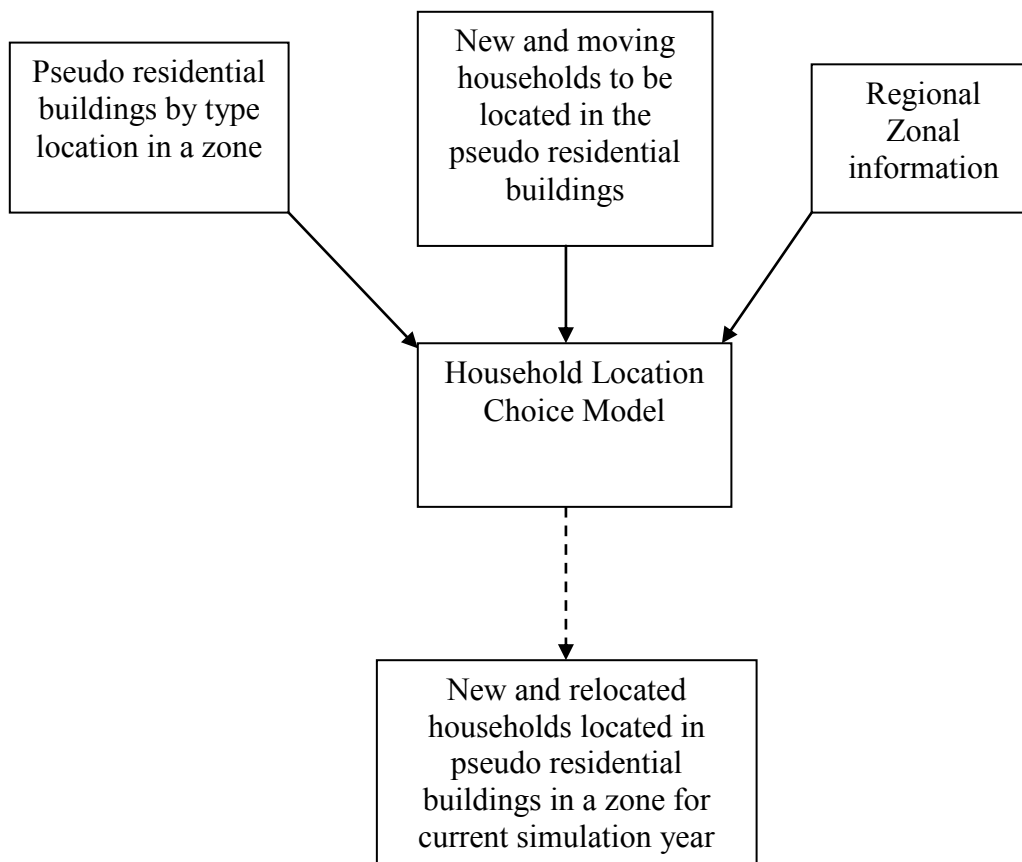 Pseudo residential
buildings by type
location in a zone
New and moving
households to be
located in the
pseudo residential
buildings
Regional
Zonal
information
Household Location
Choice Model
New and relocated
households located in
pseudo residential
buildings in a zone for
current simulation year